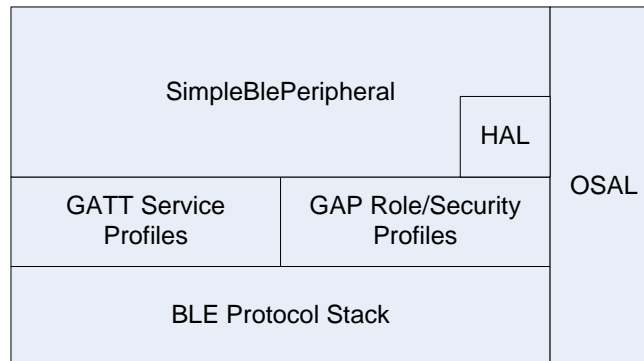 SimpleBlePeripheral
HAL
OSAL
GATT Service
Profiles
GAP Role/Security
Profiles
BLE Protocol Stack